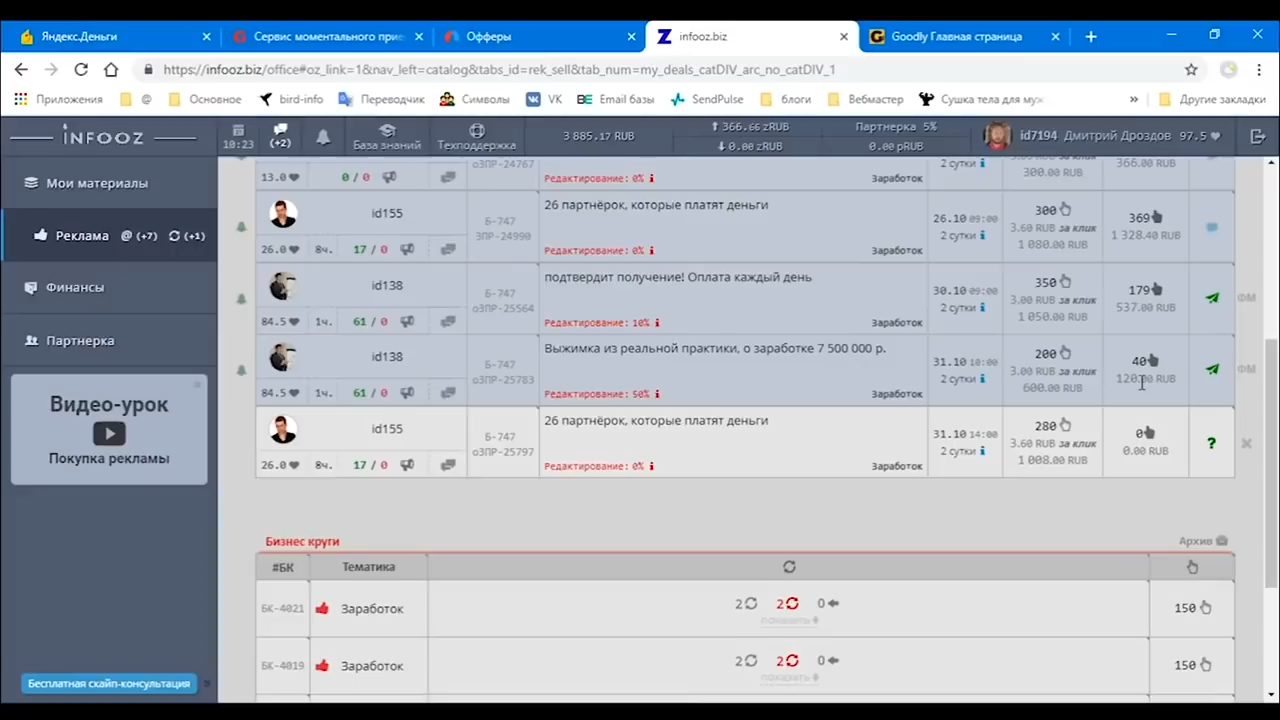 Яндекс.Деньги
Сервис моментального прие
Офферы
infooz.biz
Goodly Главная страница
https://infooz.biz/office#oz_link=1&nav_left=catalog&tabs_id=rek_sell&tab_num=my_deals_catDIV_arc_no_catDIV_1
Приложения @ Основное bird-info Переводчик Символы VK Email базы SendPulse блоги Вебмастер Сушка тела для муж » Другие закладки
INFOOZ
10:23 (+2) База знаний Техподдержка
3 885.17 RUB
↑ 366.66 zRUB
↓ 0.00 zRUB
Партнерка 5%
0.00 pRUB
id7194 Дмитрий Дроздов 97.5
Мои материалы
Реклама @ (+7) (+1)
Финансы
Партнерка
Видео-урок
Покупка рекламы
Бесплатная скайп-консультация
оЗПР-24767
13.0 0 / 0 Редактирование: 0% Заработок 2 сутки 300.00 RUB 366.00 RUB
id155 Б-747 ЗПР-24990 26 партнёрок, которые платят деньги 26.10 09:00 2 сутки 300 3.60 RUB за клик 1 080.00 RUB 369 1 328.40 RUB
26.0 8ч. 17 / 0 Редактирование: 0% Заработок
id138 Б-747 оЗПР-25564 подтвердит получение! Оплата каждый день 30.10 09:00 2 сутки 350 3.00 RUB за клик 1 050.00 RUB 179 537.00 RUB ФМ
84.5 1ч. 61 / 0 Редактирование: 10% Заработок
id138 Б-747 оЗПР-25783 Выжимка из реальной практики, о заработке 7 500 000 р. 31.10 10:00 2 сутки 200 3.00 RUB за клик 600.00 RUB 40 120.00 RUB ФМ
84.5 1ч. 61 / 0 Редактирование: 50% Заработок
id155 Б-747 оЗПР-25797 26 партнёрок, которые платят деньги 31.10 14:00 2 сутки 280 3.60 RUB за клик 1 008.00 RUB 0 0.00 RUB ?
26.0 8ч. 17 / 0 Редактирование: 0% Заработок
Бизнес круги Архив
#БК Тематика
БК-4021 Заработок 2 2 0 150
показать
БК-4019 Заработок 2 2 0 150
показать